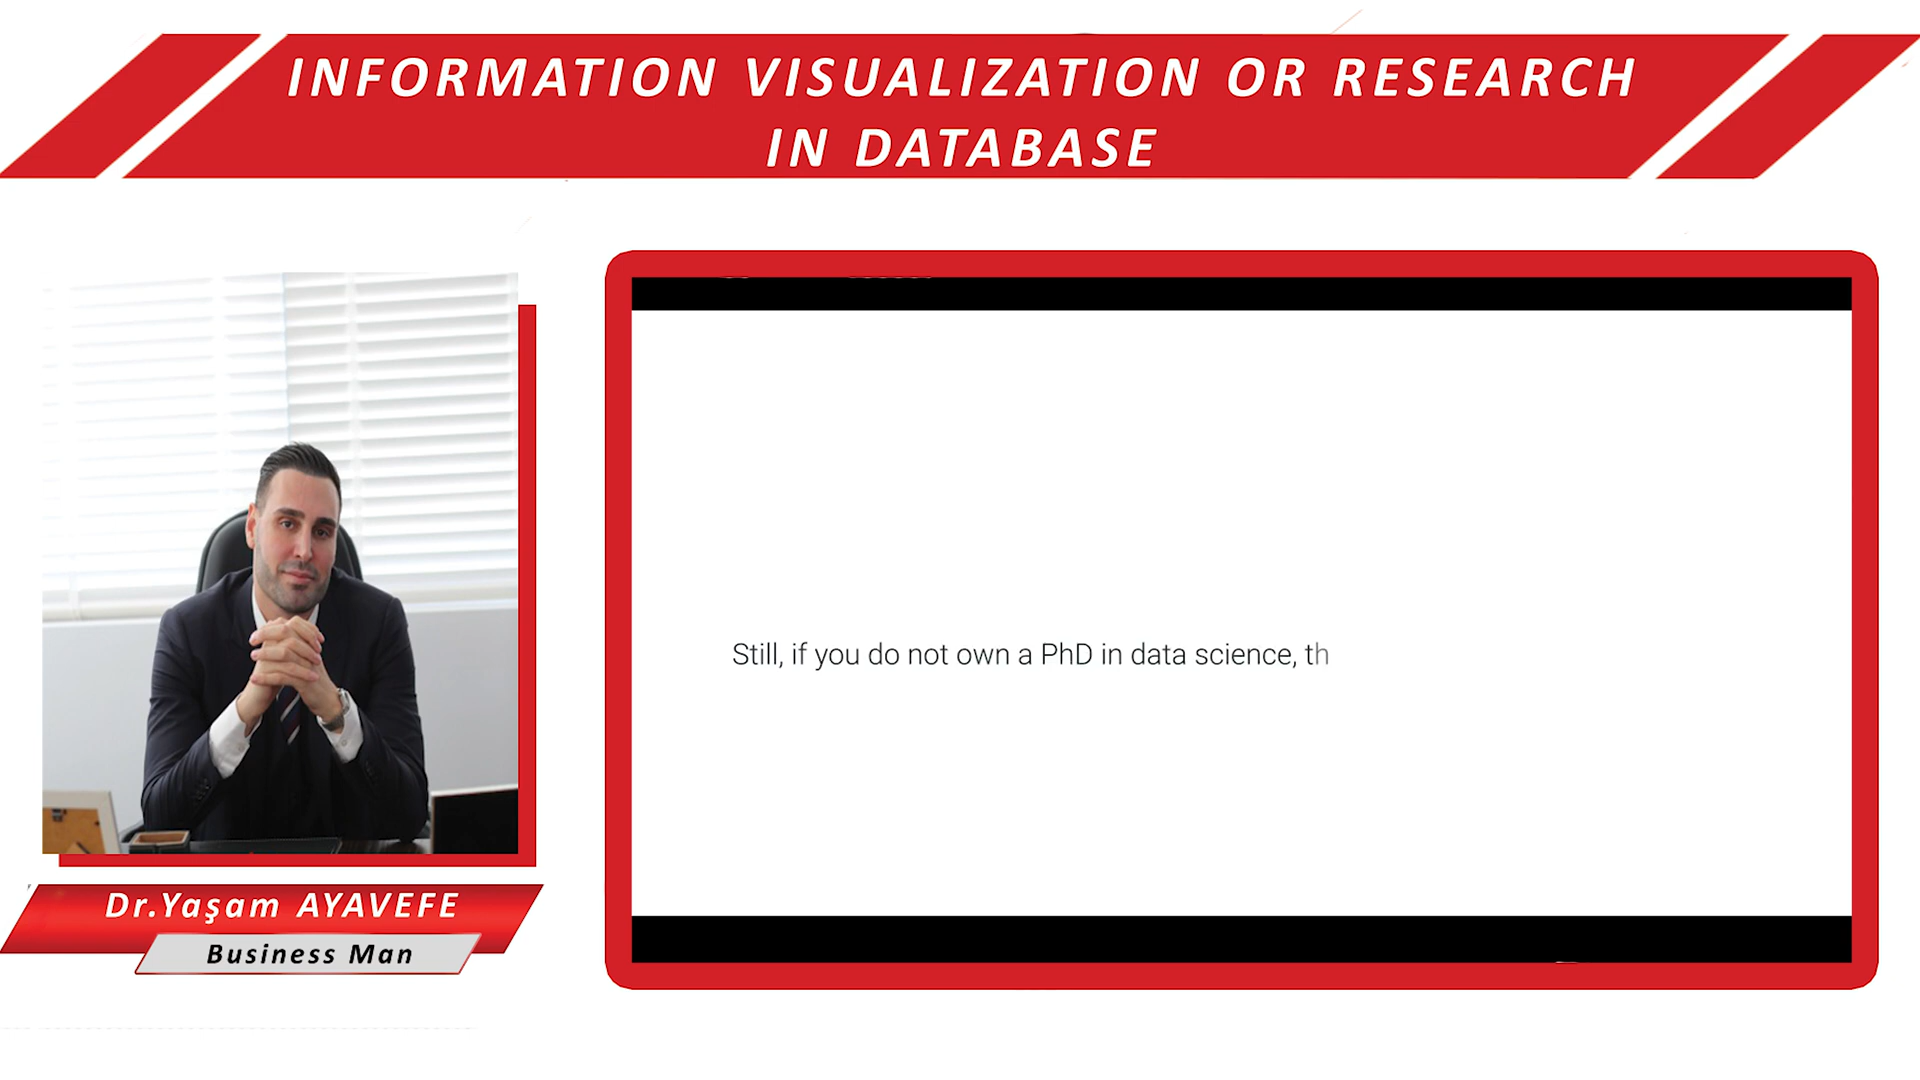 INFORMATION VISUALIZATION OR RESEARCH
IN DATABASE
Still, if you do not own a PhD in data science, th
Dr.Yaşam AYAVEFE
Business Man